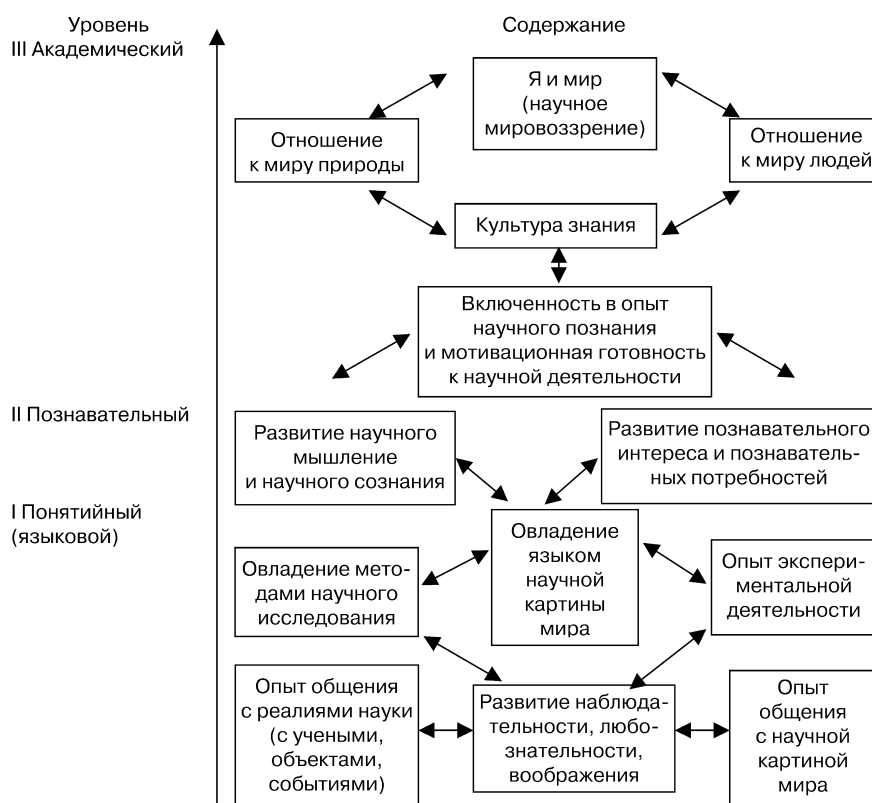 Уровень
Содержание
III Академический
Я и мир
(научное
мировоззрение)
Отношение
к миру природы
Отношение
к миру людей
Культура знания
Включенность в опыт
научного познания
и мотивационная готовность
к научной деятельности
II Познавательный
Развитие научного
мышление
и научного сознания
Развитие познавательного
интереса и познаватель-
ных потребностей
I Понятийный
(языковой)
Овладение
языком
научной
картины
мира
Овладение мето-
дами научного
исследования
Опыт экспери-
ментальной
деятельности
Опыт общения
с реалиями науки
(с учеными,
объектами,
событиями)
Развитие наблюда-
тельности, любо-
знательности,
воображения
Опыт
общения
с научной
картиной
мира